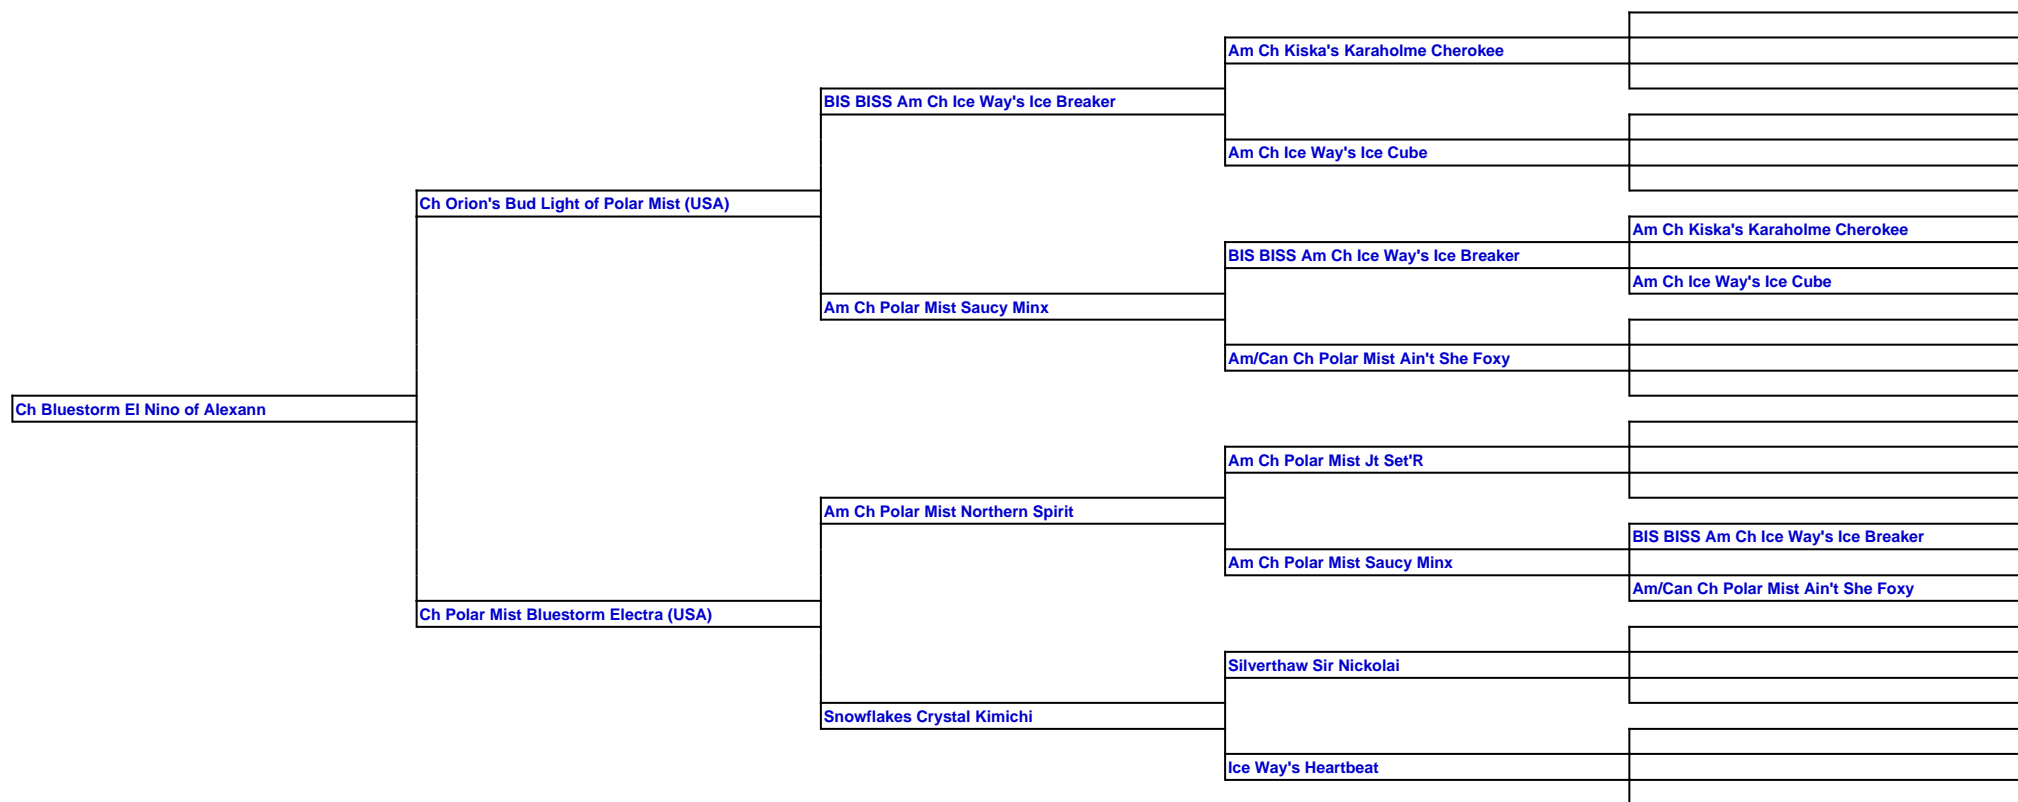 Am Ch Kiska's Karaholme Cherokee
BIS BISS Am Ch Ice Way's Ice Breaker
Am Ch Ice Way's Ice Cube
Ch Orion's Bud Light of Polar Mist (USA)
Am Ch Kiska's Karaholme Cherokee
BIS BISS Am Ch Ice Way's Ice Breaker
Am Ch Ice Way's Ice Cube
Am Ch Polar Mist Saucy Minx
Am/Can Ch Polar Mist Ain't She Foxy
Ch Bluestorm El Nino of Alexann
Am Ch Polar Mist Jt Set'R
Am Ch Polar Mist Northern Spirit
BIS BISS Am Ch Ice Way's Ice Breaker
Am Ch Polar Mist Saucy Minx
Am/Can Ch Polar Mist Ain't She Foxy
Ch Polar Mist Bluestorm Electra (USA)
Silverthaw Sir Nickolai
Snowflakes Crystal Kimichi
Ice Way's Heartbeat